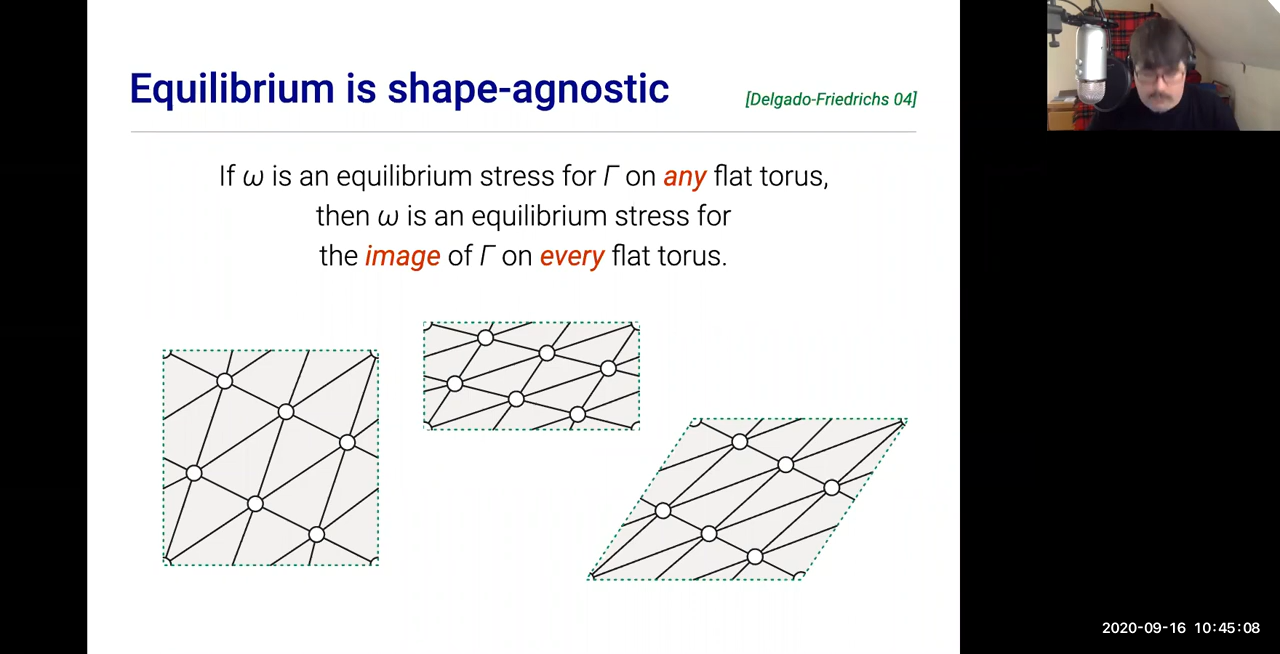 Equilibrium is shape-agnostic
[Delgado-Friedrichs 04]
If ω is an equilibrium stress for Γ on any flat torus,
then ω is an equilibrium stress for
the image of Γ on every flat torus.
2020-09-16 10:45:08